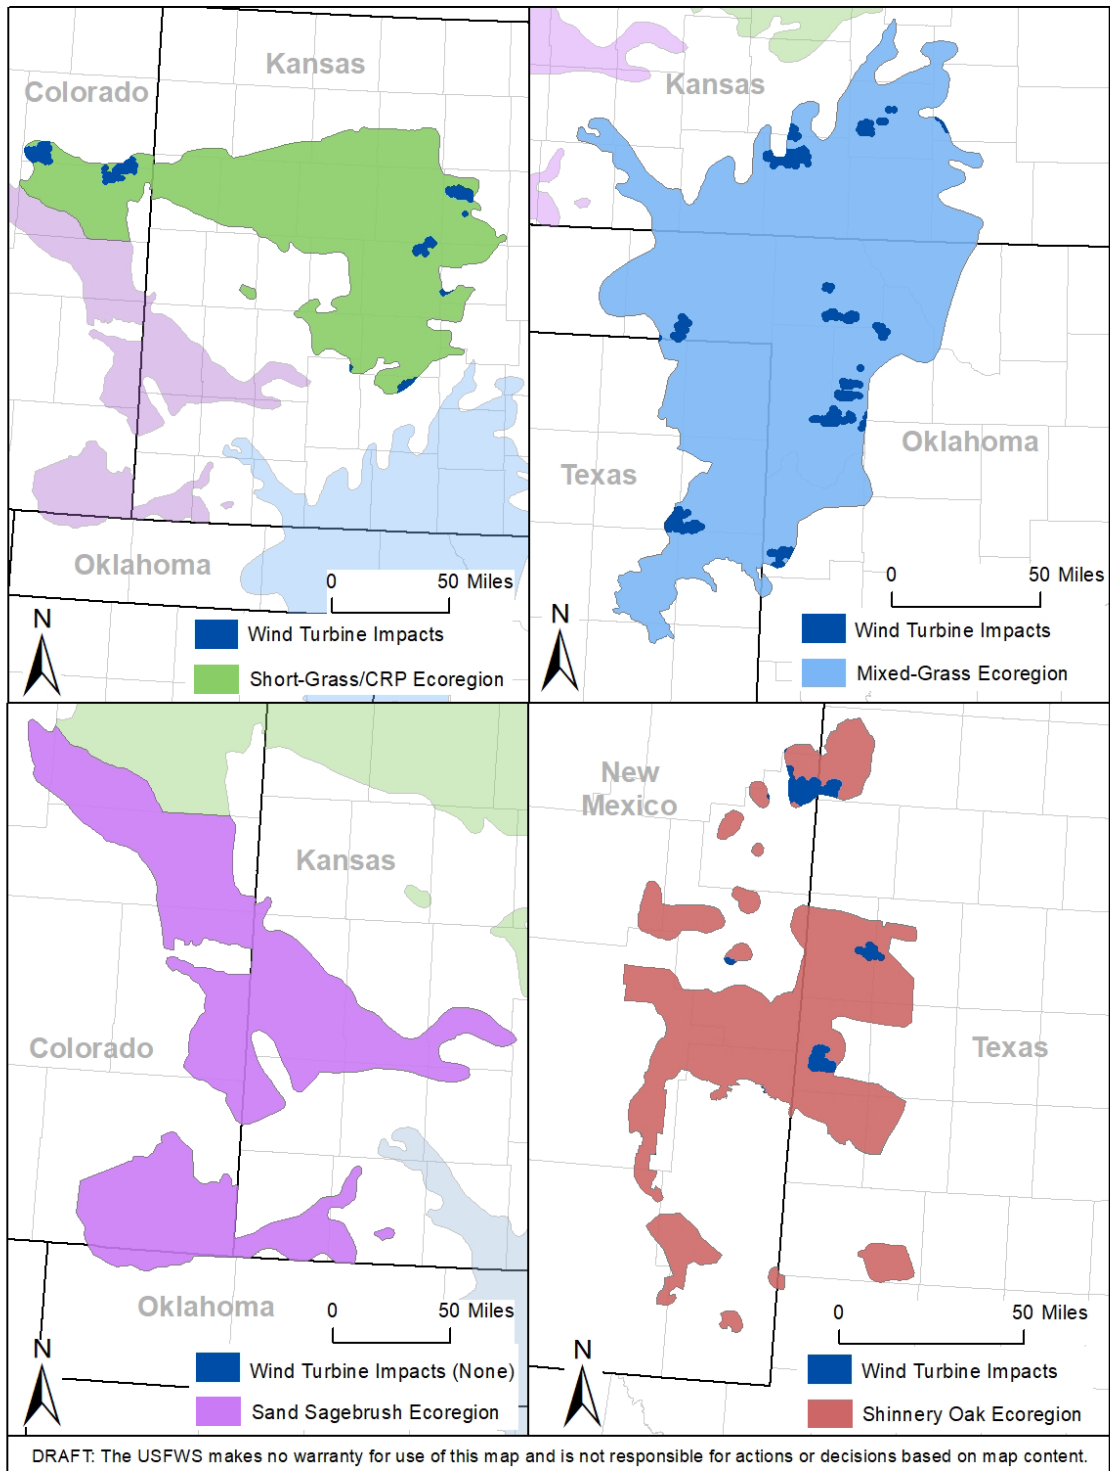 Kansas
Colorado
Oklahoma
0 50 Miles
N
Wind Turbine Impacts
Short-Grass/CRP Ecoregion
Kansas
Oklahoma
Texas
0 50 Miles
N
Wind Turbine Impacts
Mixed-Grass Ecoregion
Kansas
Colorado
Oklahoma
0 50 Miles
N
Wind Turbine Impacts (None)
Sand Sagebrush Ecoregion
New
Mexico
Texas
0 50 Miles
N
Wind Turbine Impacts
Shinnery Oak Ecoregion
DRAFT: The USFWS makes no warranty for use of this map and is not responsible for actions or decisions based on map content.